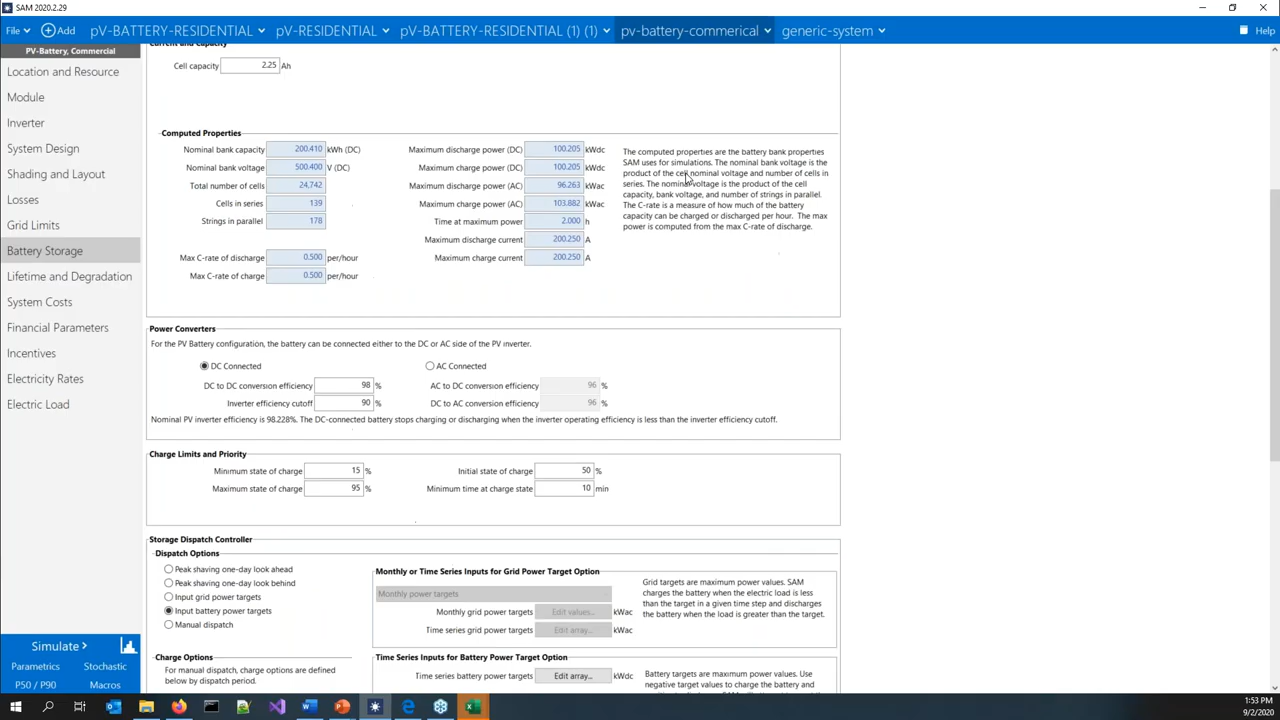 SAM 2020.2.29
File
Add
pV-BATTERY-RESIDENTIAL
pV-RESIDENTIAL
pV-BATTERY-RESIDENTIAL (1) (1)
pv-battery-commerical
generic-system
Help
PV-Battery, Commercial
Location and Resource
Module
Inverter
System Design
Shading and Layout
Losses
Grid Limits
Battery Storage
Lifetime and Degradation
System Costs
Financial Parameters
Incentives
Electricity Rates
Electric Load
Simulate >
Parametrics Stochastic
P50 / P90 Macros
Current and Capacity
Cell capacity 2.25 Ah
Computed Properties
Nominal bank capacity 200.410 kWh (DC)
Nominal bank voltage 500.400 V (DC)
Total number of cells 24,742
Cells in series 139
Strings in parallel 178
Max C-rate of discharge 0.500 per/hour
Max C-rate of charge 0.500 per/hour
Maximum discharge power (DC) 100.205 kWdc
Maximum charge power (DC) 100.205 kWdc
Maximum discharge power (AC) 96.263 kWac
Maximum charge power (AC) 103.882 kWac
Time at maximum power 2.000 h
Maximum discharge current 200.250 A
Maximum charge current 200.250 A
The computed properties are the battery bank properties
SAM uses for simulations. The nominal bank voltage is the
product of the cell nominal voltage and number of cells in
series. The nominal voltage is the product of the cell
capacity, bank voltage, and number of strings in parallel.
The C-rate is a measure of how much of the battery
capacity can be charged or discharged per hour. The max
power is computed from the max C-rate of discharge.
Power Converters
For the PV Battery configuration, the battery can be connected either to the DC or AC side of the PV inverter.
DC Connected
AC Connected
DC to DC conversion efficiency 98 %
Inverter efficiency cutoff 90 %
AC to DC conversion efficiency 96 %
DC to AC conversion efficiency 96 %
Nominal PV inverter efficiency is 98.228%. The DC-connected battery stops charging or discharging when the inverter operating efficiency is less than the inverter efficiency cutoff.
Charge Limits and Priority
Minimum state of charge 15 %
Maximum state of charge 95 %
Initial state of charge 50 %
Minimum time at charge state 10 min
Storage Dispatch Controller
Dispatch Options
Peak shaving one-day look ahead
Peak shaving one-day look behind
Input grid power targets
Input battery power targets
Manual dispatch
Charge Options
For manual dispatch, charge options are defined
below by dispatch period.
Monthly or Time Series Inputs for Grid Power Target Option
Monthly power targets
Monthly grid power targets Edit values... kWac
Time series grid power targets Edit array... kWac
Grid targets are maximum power values. SAM
charges the battery when the electric load is less
than the target in a given time step and discharges
the battery when the load is greater than the target.
Time Series Inputs for Battery Power Target Option
Time series battery power targets Edit array... kWdc
Battery targets are maximum power values. Use
negative target values to charge the battery and
1:53 PM
9/2/2020